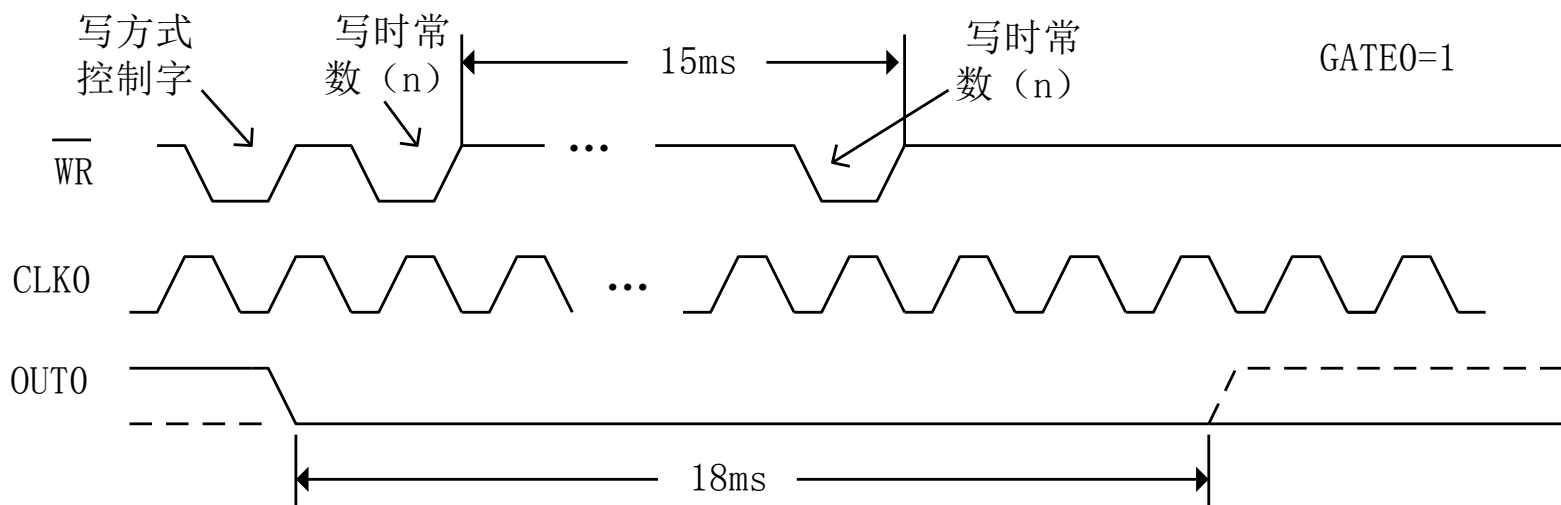 写方式
控制字
写时常
数（n）
15ms
写时常
数（n）
GATE0=1
WR
...
CLK0
...
OUT0
18ms